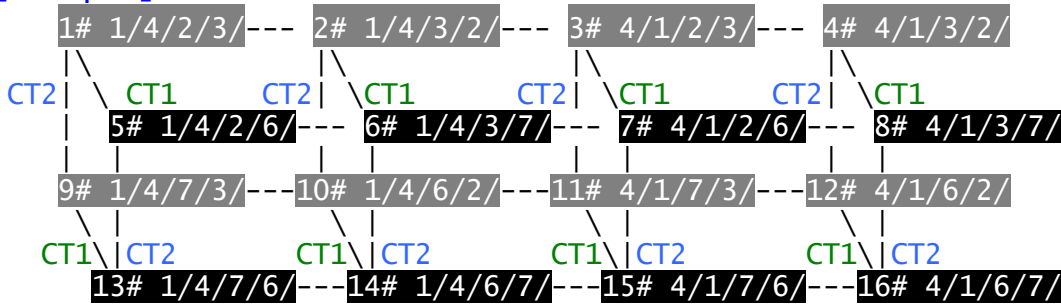 1# 1/4/2/3/--- 2# 1/4/3/2/--- 3# 4/1/2/3/--- 4# 4/1/3/2/
CT2 CT1 CT2 CT1 CT2 CT1 CT2 CT1
5# 1/4/2/6/--- 6# 1/4/3/7/--- 7# 4/1/2/6/--- 8# 4/1/3/7/
9# 1/4/7/3/---10# 1/4/6/2/---11# 4/1/7/3/---12# 4/1/6/2/
CT1 CT2 CT1 CT2 CT1 CT2 CT1 CT2
13# 1/4/7/6/---14# 1/4/6/7/---15# 4/1/7/6/---16# 4/1/6/7/